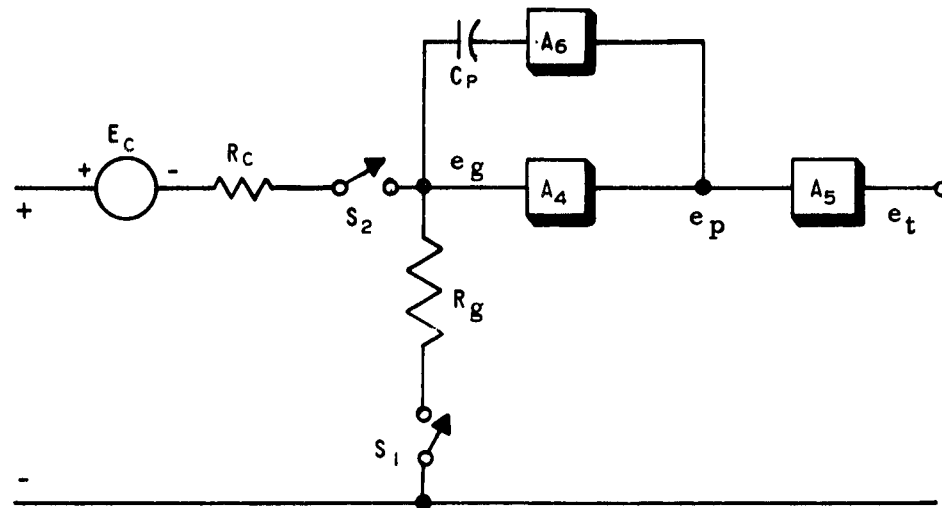 A6
CP
EC
+ -
RC
eg
A4
A5
+
S2
ep
et
Rg
S1
-